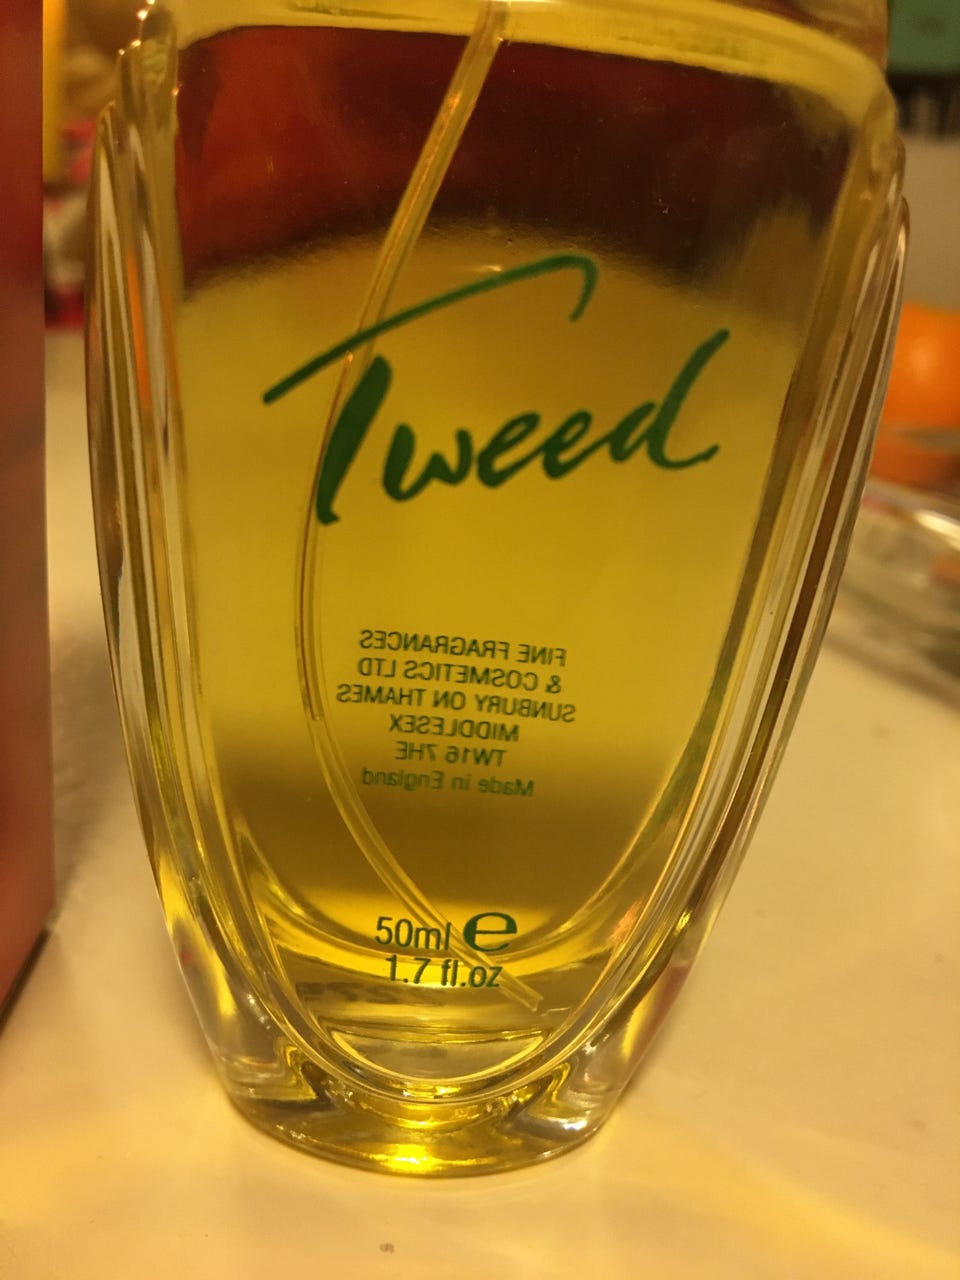 Tweed
FINE FRAGRANCES
& COSMETICS LTD
SUNBURY ON THAMES
MIDDLESEX
TW16 7HE
Made in England
50ml e
1.7 fl.oz